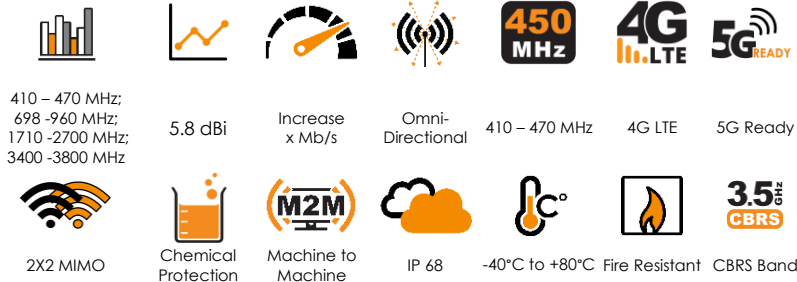 450
MHz
4G
LTE
5G
READY
410 – 470 MHz;
698 -960 MHz;
1710 -2700 MHz;
3400 -3800 MHz
5.8 dBi
Increase
x Mb/s
Omni-
Directional
410 – 470 MHz
4G LTE
5G Ready
M2M
C°
3.5 GHz
CBRS
2X2 MIMO
Chemical
Protection
Machine to
Machine
IP 68
-40°C to +80°C
Fire Resistant
CBRS Band